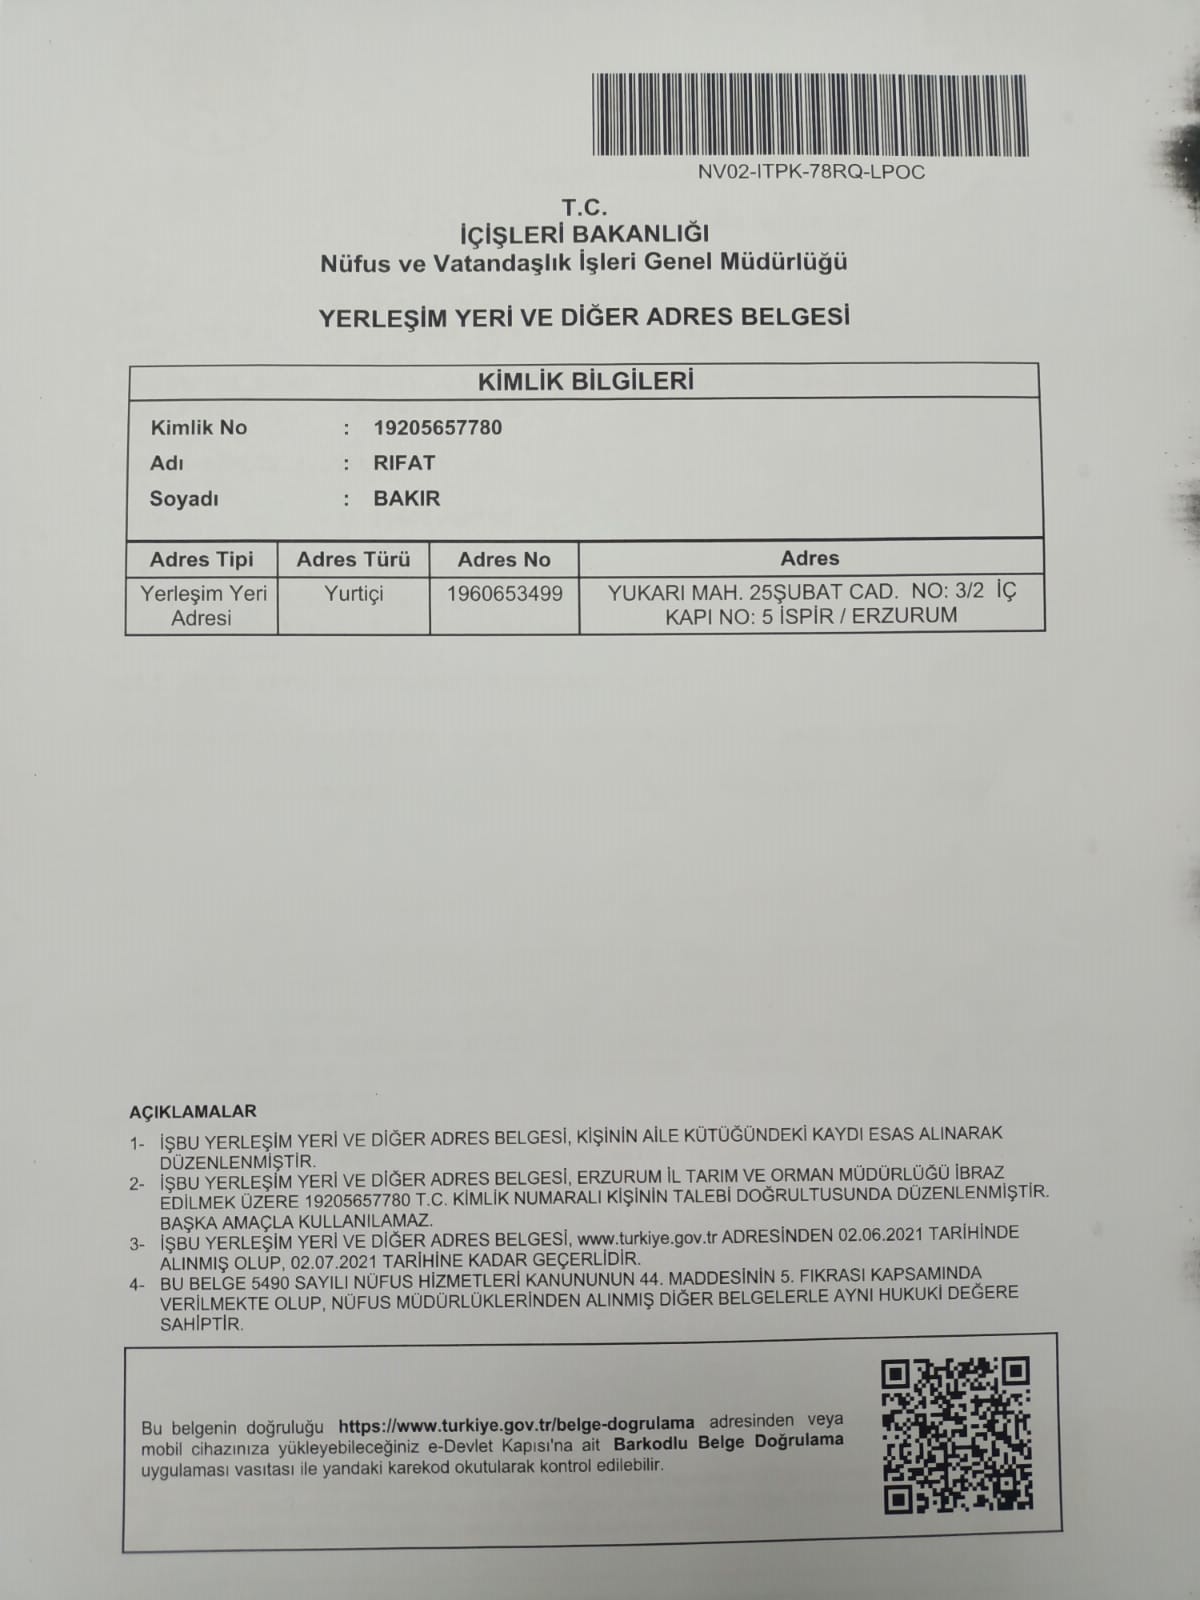 NV02-ITPK-78RQ-LPOC
T.C.
İÇİŞLERİ BAKANLIĞI
Nüfus ve Vatandaşlık İşleri Genel Müdürlüğü
YERLEŞİM YERİ VE DİĞER ADRES BELGESİ
KİMLİK BİLGİLERİ
Kimlik No : 19205657780
Adı : RIFAT
Soyadı : BAKIR
Adres Tipi Adres Türü Adres No Adres
Yerleşim Yeri Yurtiçi 1960653499 YUKARI MAH. 25ŞUBAT CAD. NO: 3/2 İÇ
Adresi KAPI NO: 5 İSPİR / ERZURUM
AÇIKLAMALAR
1- İŞBU YERLEŞİM YERİ VE DİĞER ADRES BELGESİ, KİŞİNİN AİLE KÜTÜĞÜNDEKİ KAYDI ESAS ALINARAK
DÜZENLENMİŞTİR.
2- İŞBU YERLEŞİM YERİ VE DİĞER ADRES BELGESİ, ERZURUM İL TARIM VE ORMAN MÜDÜRLÜĞÜ İBRAZ
EDİLMEK ÜZERE 19205657780 T.C. KİMLİK NUMARALI KİŞİNİN TALEBİ DOĞRULTUSUNDA DÜZENLENMİŞTİR.
BAŞKA AMAÇLA KULLANILAMAZ.
3- İŞBU YERLEŞİM YERİ VE DİĞER ADRES BELGESİ, www.turkiye.gov.tr ADRESİNDEN 02.06.2021 TARİHİNDE
ALINMIŞ OLUP, 02.07.2021 TARİHİNE KADAR GEÇERLİDİR.
4- BU BELGE 5490 SAYILI NÜFUS HİZMETLERİ KANUNUNUN 44. MADDESİNİN 5. FIKRASI KAPSAMINDA
VERİLMEKTE OLUP, NÜFUS MÜDÜRLÜKLERİNDEN ALINMIŞ DİĞER BELGELERLE AYNI HUKUKİ DEĞERE
SAHİPTİR.
Bu belgenin doğruluğu https://www.turkiye.gov.tr/belge-dogrulama adresinden veya
mobil cihazınıza yükleyebileceğiniz e-Devlet Kapısı'na ait Barkodlu Belge Doğrulama
uygulaması vasıtası ile yandaki karekod okutularak kontrol edilebilir.